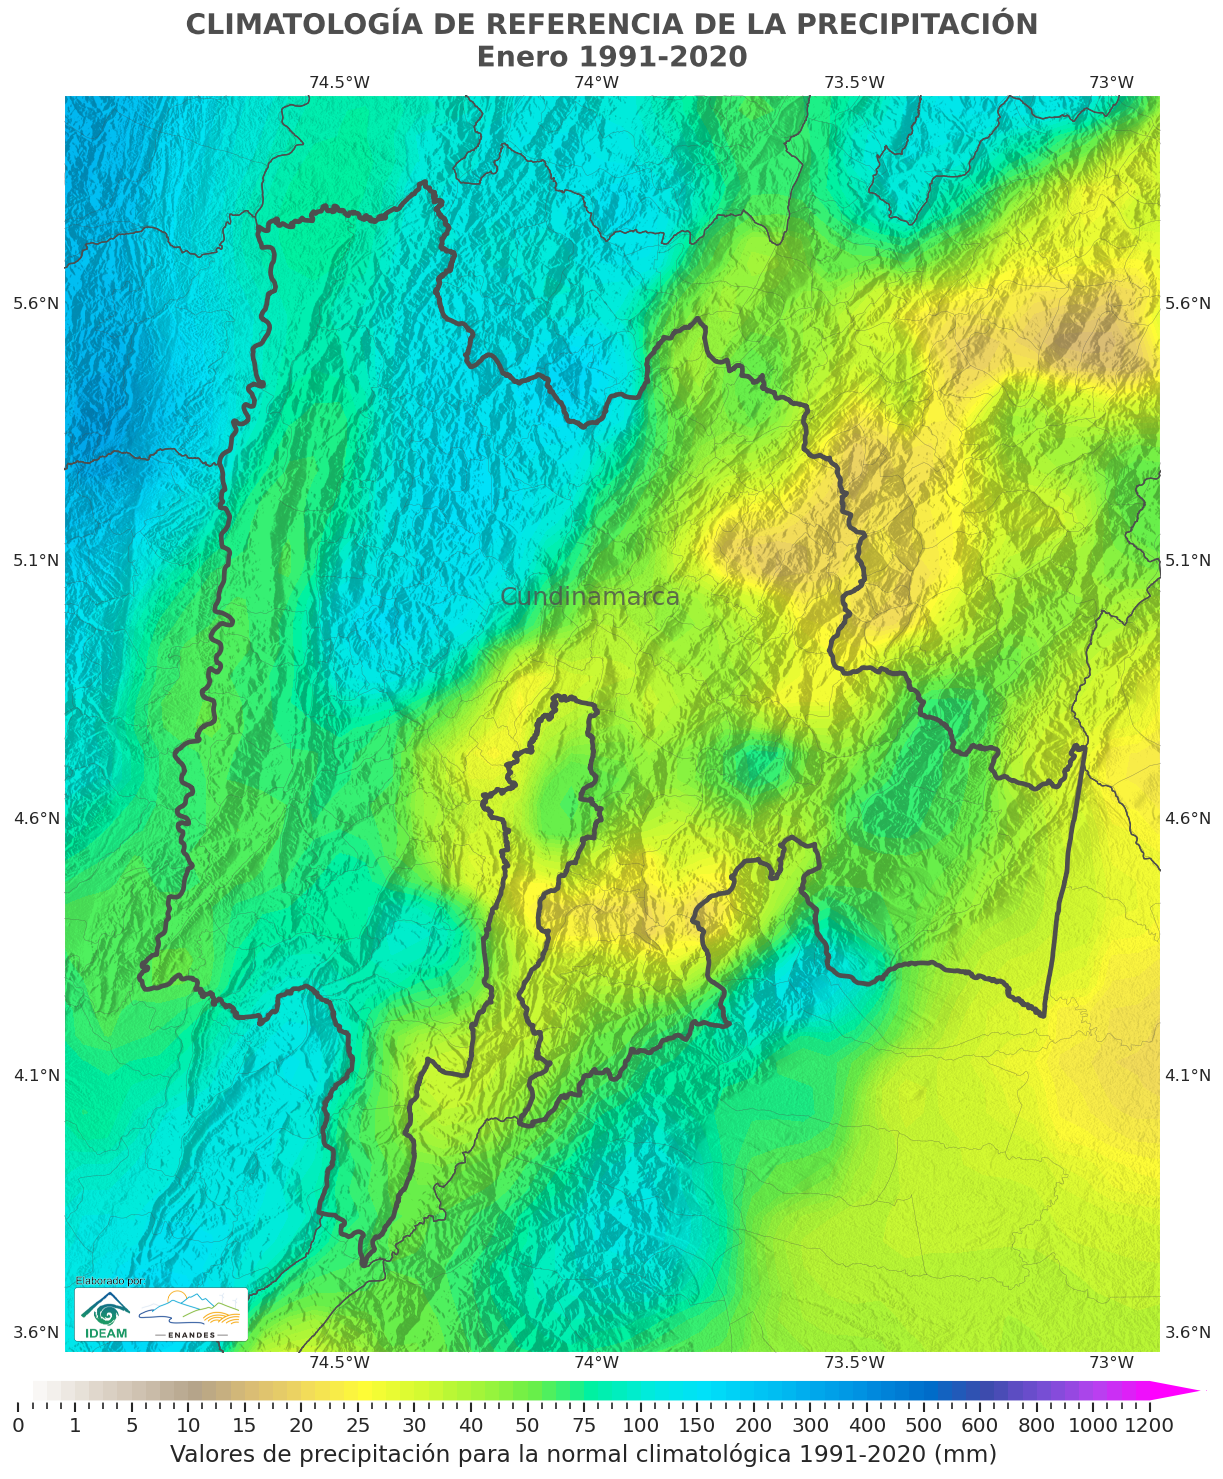 CLIMATOLOGÍA DE REFERENCIA DE LA PRECIPITACIÓN
Enero 1991-2020
74.5°W 74°W 73.5°W 73°W
5.6°N 5.6°N
5.1°N 5.1°N
Cundinamarca
4.6°N 4.6°N
4.1°N 4.1°N
Elaborado por:
IDEAM
ENANDES
3.6°N 3.6°N
74.5°W 74°W 73.5°W 73°W
0 1 5 10 15 20 25 30 40 50 75 100 150 200 300 400 500 600 800 1000 1200
Valores de precipitación para la normal climatológica 1991-2020 (mm)